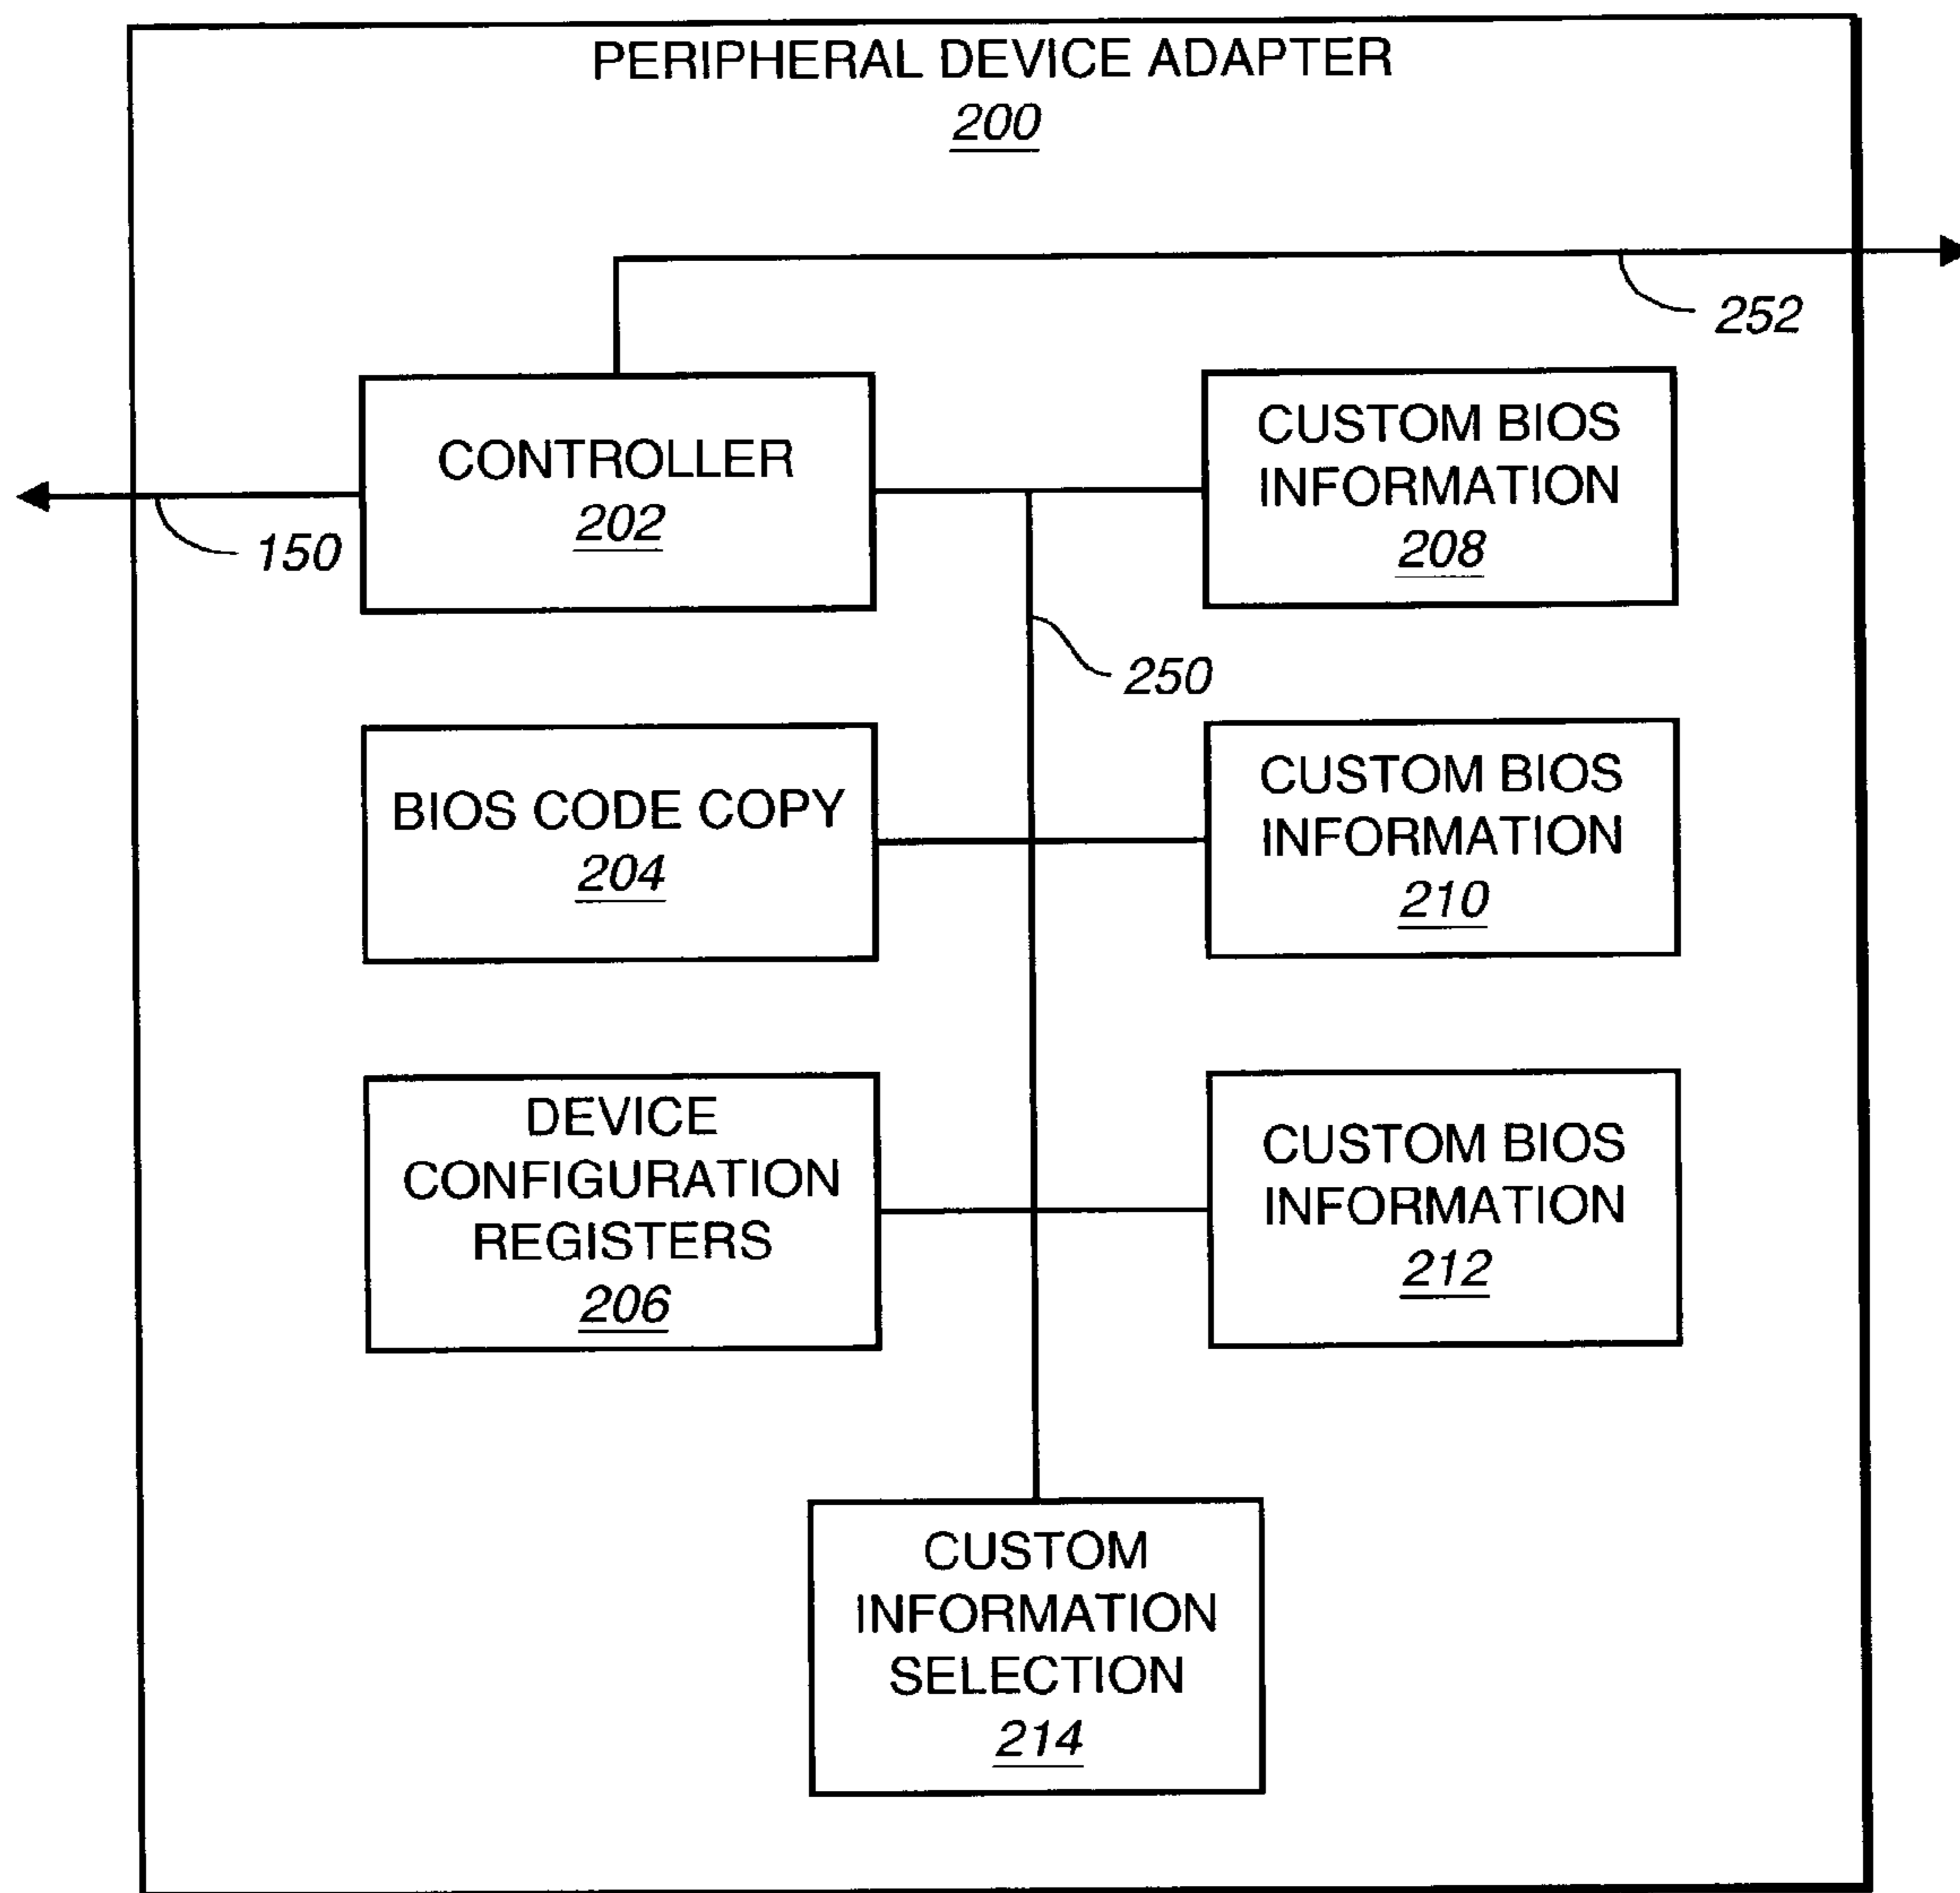 PERIPHERAL DEVICE ADAPTER
200
252
CONTROLLER
202
CUSTOM BIOS
INFORMATION
208
150
250
BIOS CODE COPY
204
CUSTOM BIOS
INFORMATION
210
DEVICE
CONFIGURATION
REGISTERS
206
CUSTOM BIOS
INFORMATION
212
CUSTOM
INFORMATION
SELECTION
214